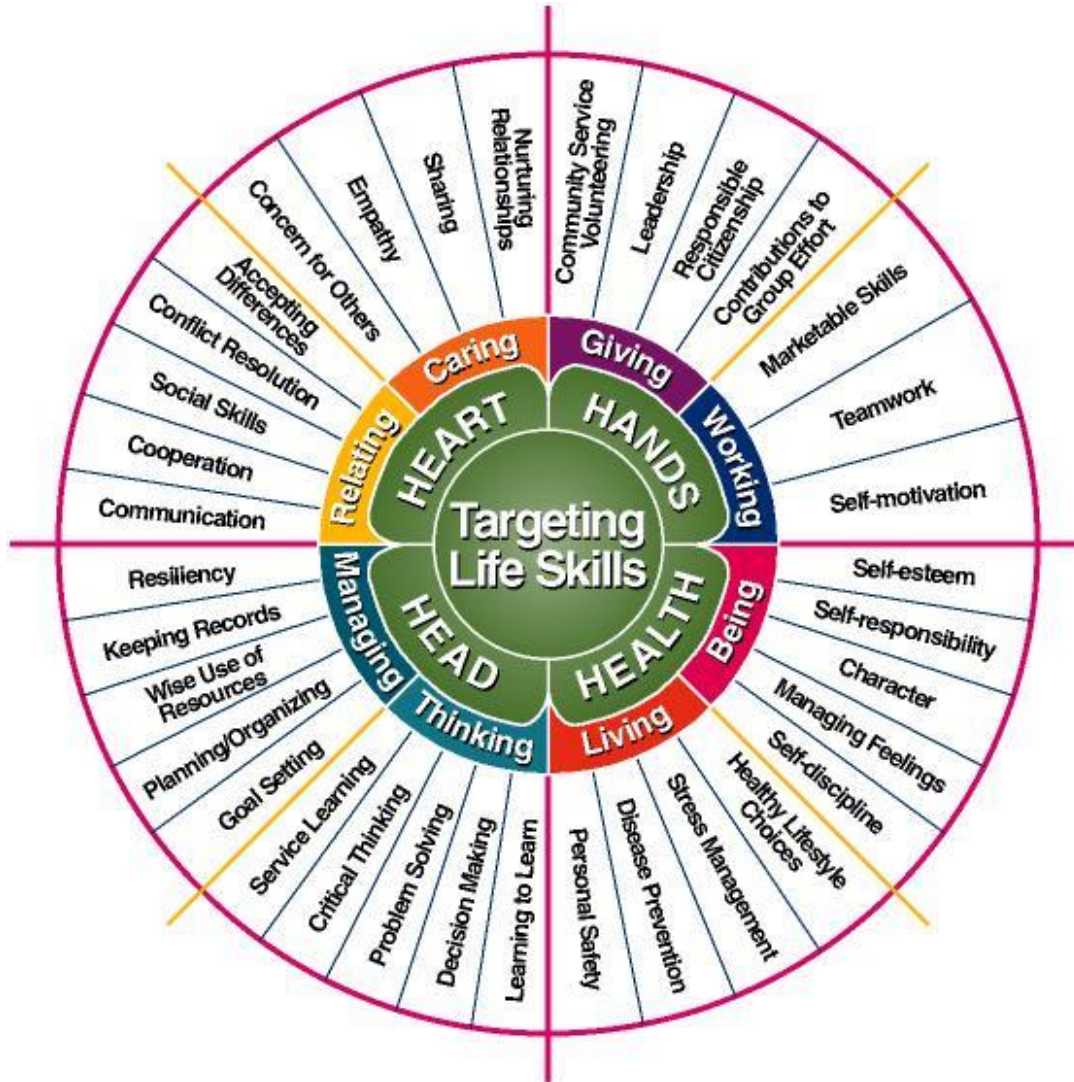 Targeting
Life Skills
HEART
Caring
Concern for Others
Empathy
Sharing
Nurturing
Relationships
Relating
Accepting
Differences
Conflict Resolution
Social Skills
Cooperation
Communication
HANDS
Giving
Community Service
Volunteering
Leadership
Responsible
Citizenship
Contributions to
Group Effort
Working
Marketable Skills
Teamwork
Self-motivation
HEALTH
Being
Self-esteem
Self-responsibility
Character
Managing Feelings
Self-discipline
Living
Healthy Lifestyle
Choices
Stress Management
Disease Prevention
Personal Safety
HEAD
Thinking
Learning to Learn
Decision Making
Problem Solving
Critical Thinking
Service Learning
Managing
Goal Setting
Planning/Organizing
Wise Use of
Resources
Keeping Records
Resiliency